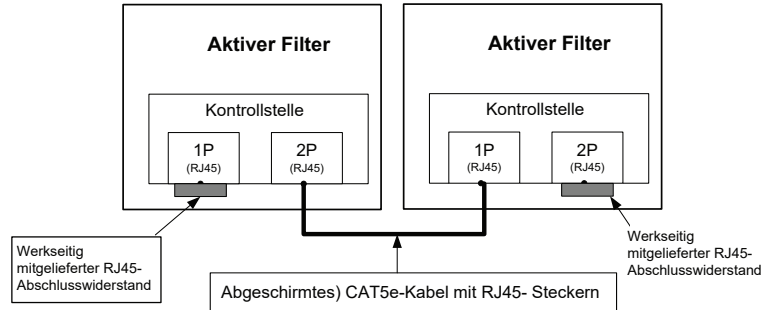 Aktiver Filter
Kontrollstelle
1P
(RJ45)
2P
(RJ45)
Aktiver Filter
Kontrollstelle
1P
(RJ45)
2P
(RJ45)
Werkseitig
mitgelieferter RJ45-
Abschlusswiderstand
Abgeschirmtes) CAT5e-Kabel mit RJ45- Steckern
Werkseitig
mitgelieferter RJ45-
Abschlusswiderstand